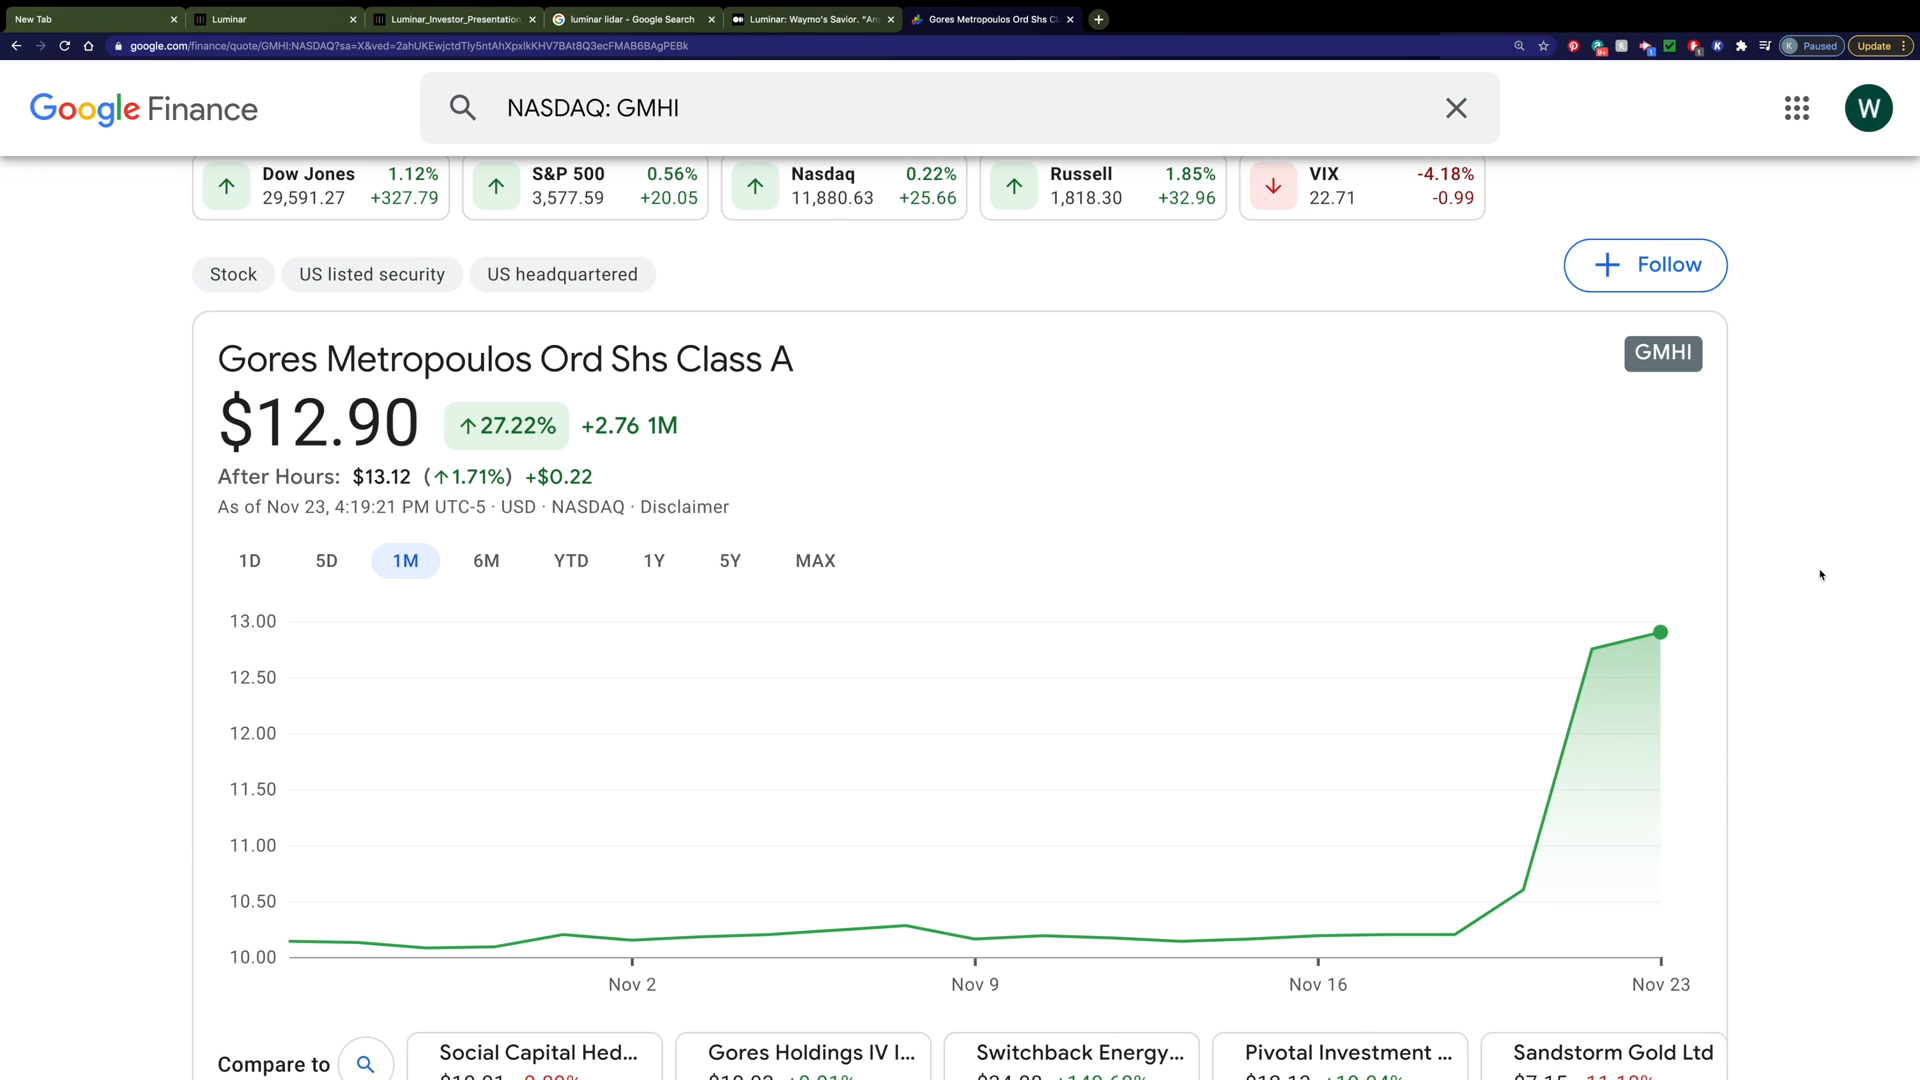 New Tab
Luminar
Luminar_Investor_Presentation
luminar lidar - Google Search
Luminar: Waymo's Savior. "An
Gores Metropoulos Ord Shs Cl
google.com/finance/quote/GMHI:NASDAQ?sa=X&ved=2ahUKEwjctdTIy5ntAhXpxIkKHV7BAt8Q3ecFMAB6BAgPEBk
K Paused
Update
Google Finance
NASDAQ: GMHI
W
Dow Jones 1.12%
29,591.27 +327.79
S&P 500 0.56%
3,577.59 +20.05
Nasdaq 0.22%
11,880.63 +25.66
Russell 1.85%
1,818.30 +32.96
VIX -4.18%
22.71 -0.99
Stock
US listed security
US headquartered
Follow
Gores Metropoulos Ord Shs Class A
GMHI
$12.90 ↑27.22% +2.76 1M
After Hours: $13.12 (↑1.71%) +$0.22
As of Nov 23, 4:19:21 PM UTC-5 · USD · NASDAQ · Disclaimer
1D 5D 1M 6M YTD 1Y 5Y MAX
13.00
12.50
12.00
11.50
11.00
10.50
10.00
Nov 2 Nov 9 Nov 16 Nov 23
Compare to
Social Capital Hed...
Gores Holdings IV I...
Switchback Energy...
Pivotal Investment ...
Sandstorm Gold Ltd